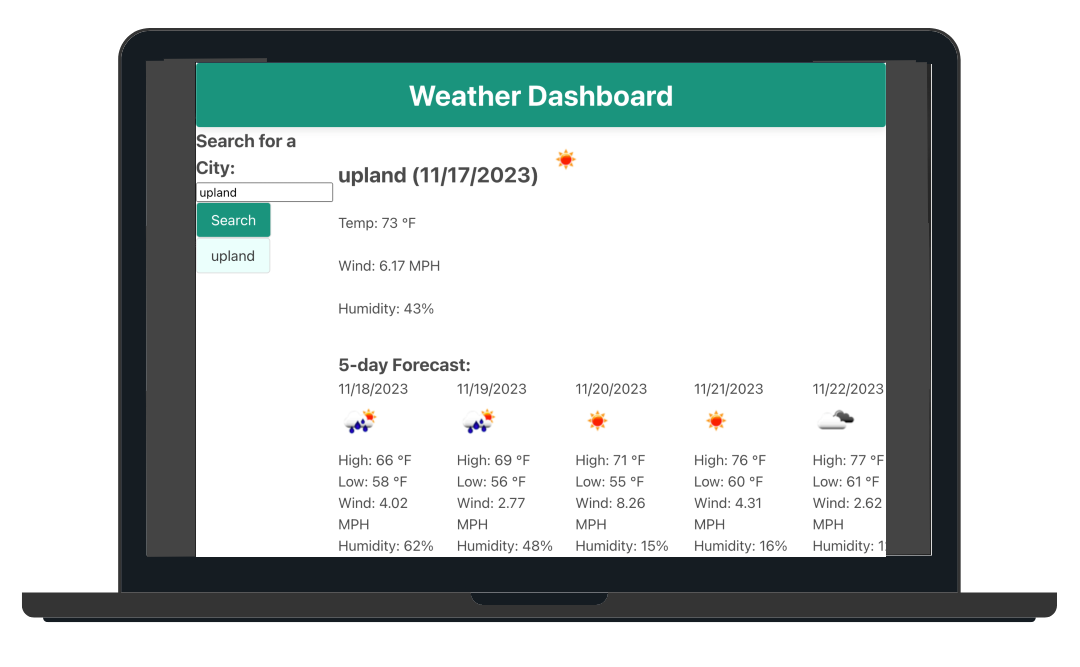 Weather Dashboard
Search for a
City:
upland
Search
upland
upland (11/17/2023)
Temp: 73 °F
Wind: 6.17 MPH
Humidity: 43%
5-day Forecast:
11/18/2023 11/19/2023 11/20/2023 11/21/2023 11/22/2023
High: 66 °F High: 69 °F High: 71 °F High: 76 °F High: 77 °F
Low: 58 °F Low: 56 °F Low: 55 °F Low: 60 °F Low: 61 °F
Wind: 4.02 Wind: 2.77 Wind: 8.26 Wind: 4.31 Wind: 2.62
MPH MPH MPH MPH MPH
Humidity: 62% Humidity: 48% Humidity: 15% Humidity: 16% Humidity: